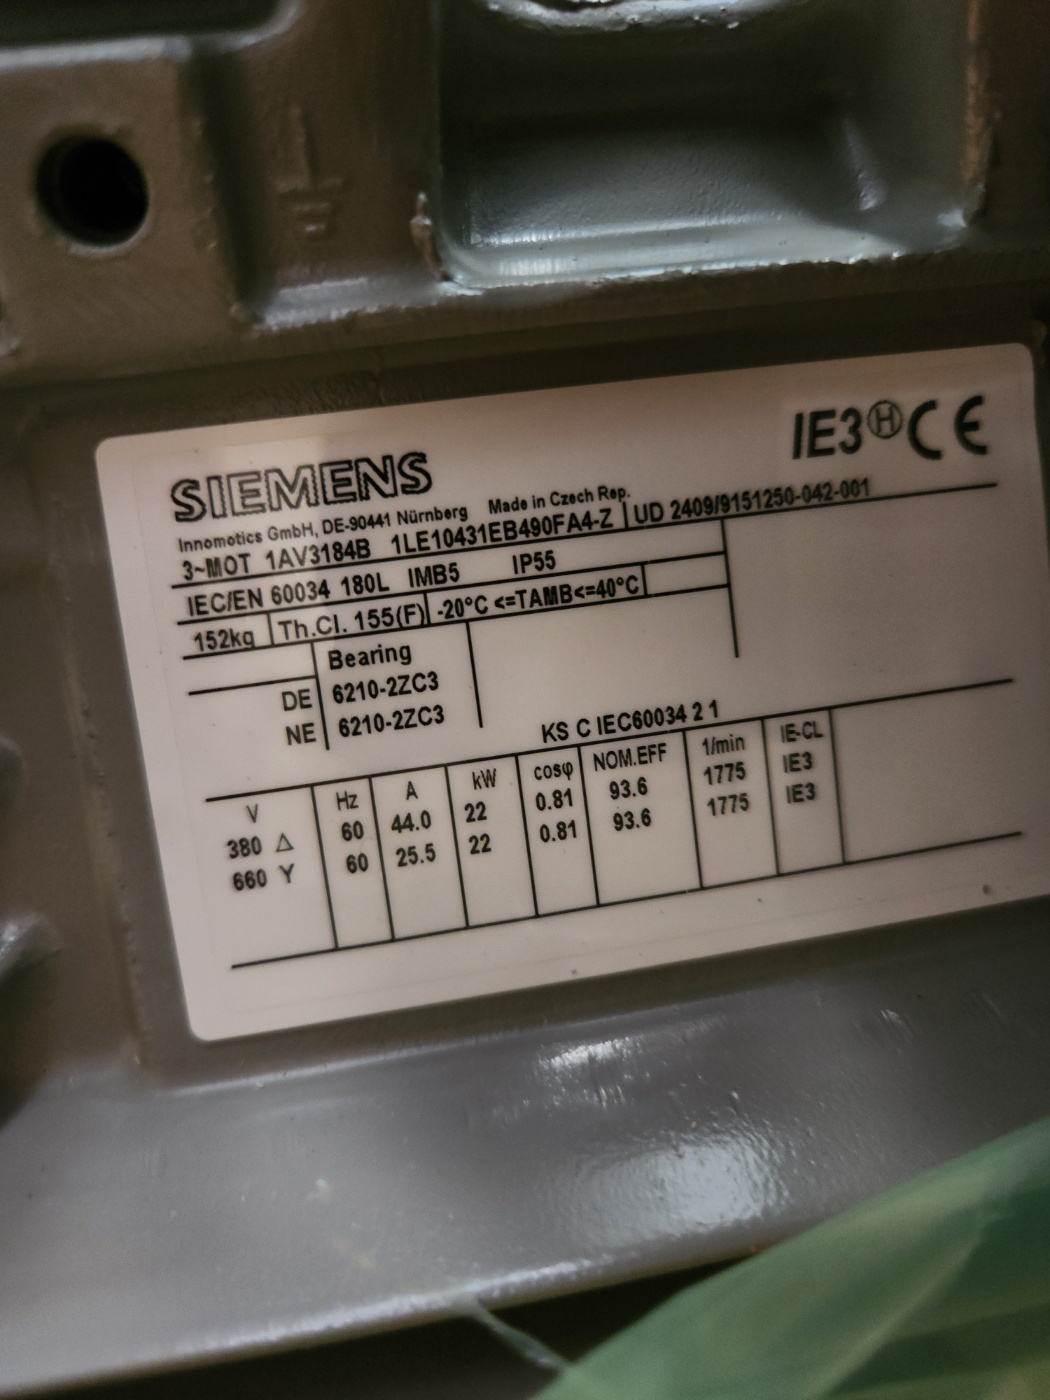 SIEMENS IE3 H CE
Innomotics GmbH, DE-90441 Nürnberg Made in Czech Rep.
3~MOT 1AV3184B 1LE10431EB490FA4-Z UD 2409/9151250-042-001
IEC/EN 60034 180L IMB5 IP55
152kg Th.Cl. 155(F) -20°C <=TAMB<=40°C
Bearing
DE 6210-2ZC3
NE 6210-2ZC3
KS C IEC60034 2 1
V Hz A kW cosφ NOM.EFF 1/min IE-CL
380 Δ 60 44.0 22 0.81 93.6 1775 IE3
660 Y 60 25.5 22 0.81 93.6 1775 IE3